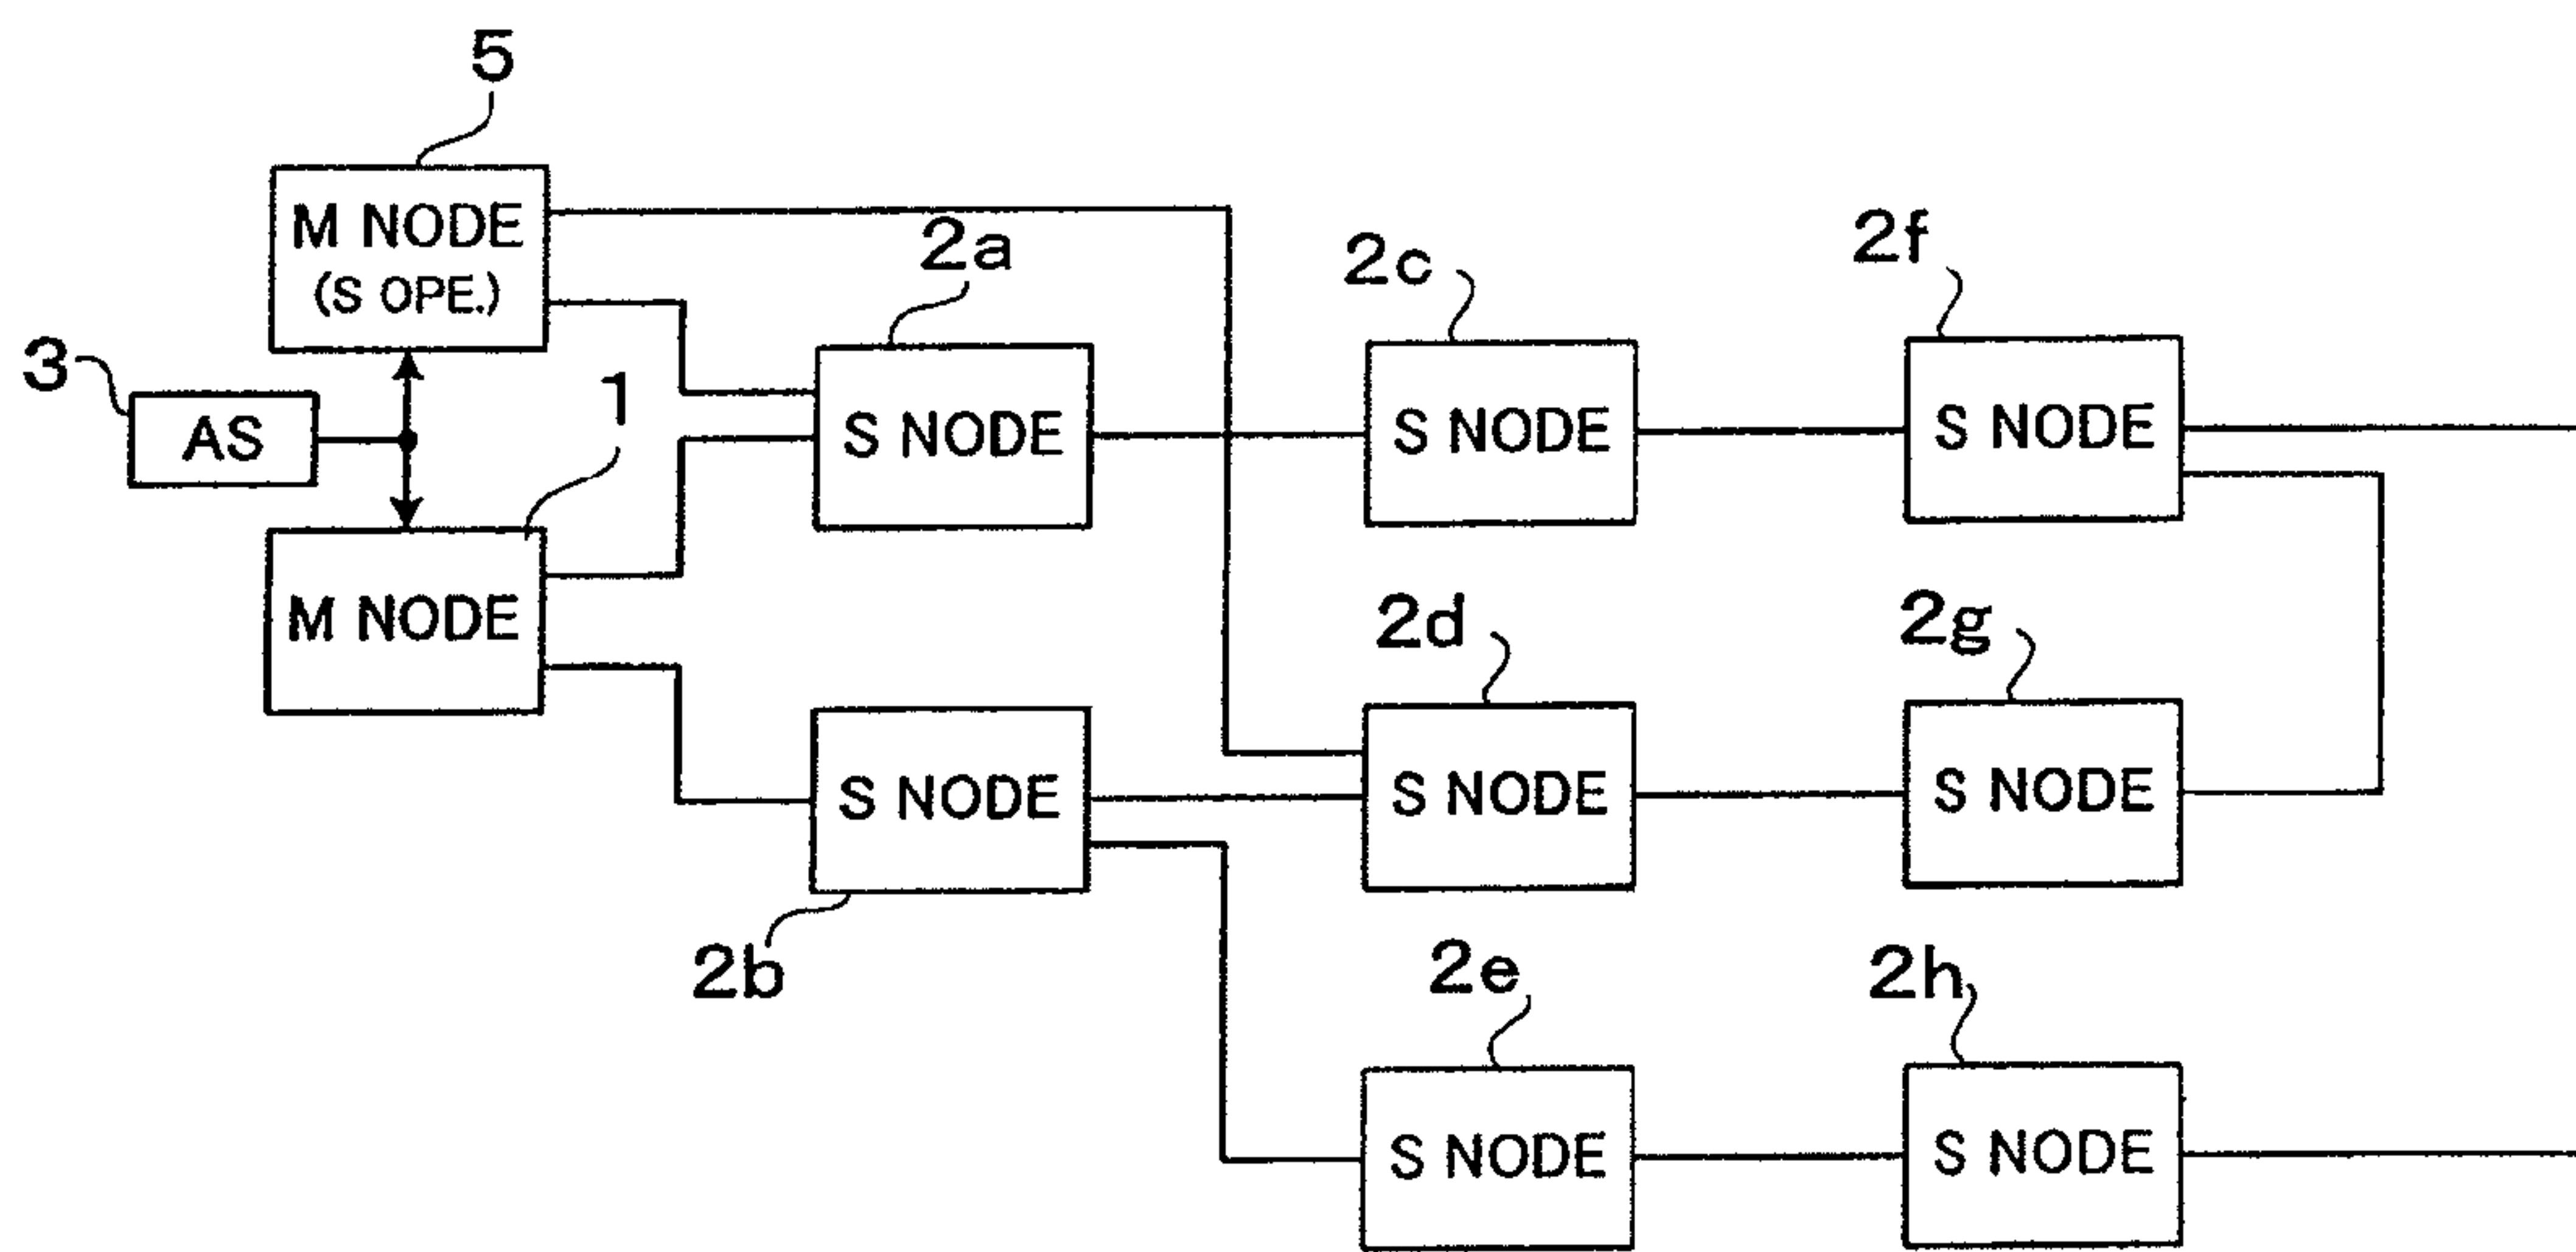 5
M NODE
(S OPE.)
2a
2c
2f
3
AS
1
S NODE
S NODE
S NODE
M NODE
2d
2g
S NODE
S NODE
S NODE
2b
2e
2h
S NODE
S NODE